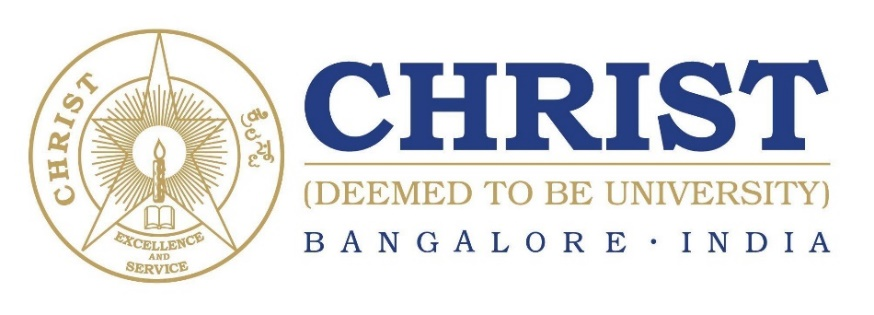 CHRIST
ಕ್ರೈಸ್ಟ್
EXCELLENCE
AND
SERVICE
CHRIST
(DEEMED TO BE UNIVERSITY)
BANGALORE · INDIA